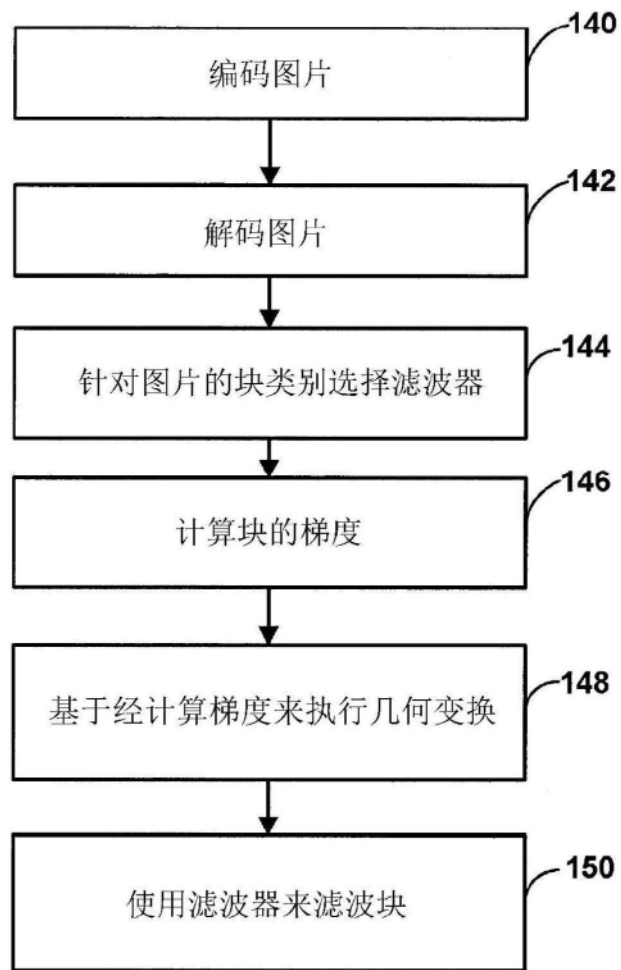 140
编码图片
142
解码图片
144
针对图片的块类别选择滤波器
146
计算块的梯度
148
基于经计算梯度来执行几何变换
150
使用滤波器来滤波块